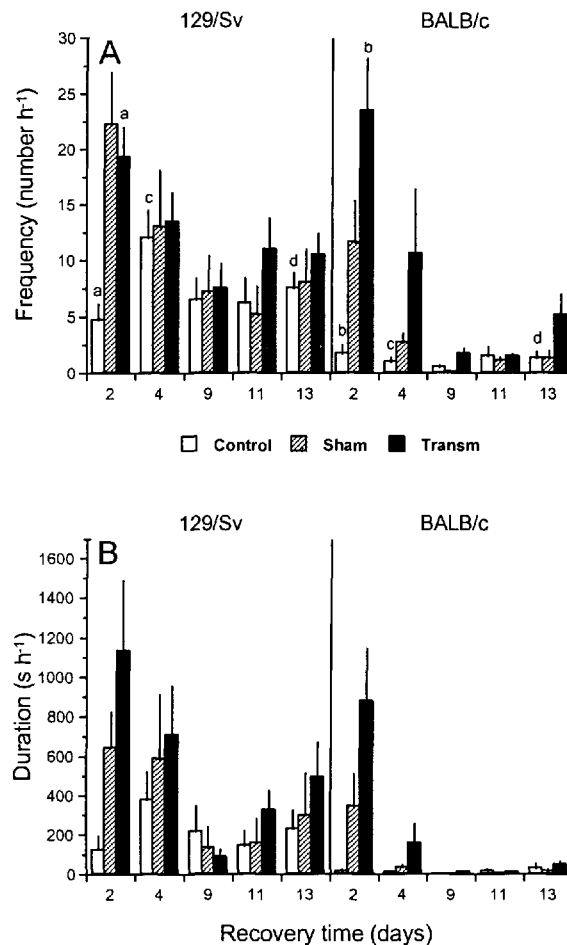 129/Sv BALB/c
A
30
25
20
15
10
5
0
Frequency (number h-1)
a a c d b b c d
2 4 9 11 13 2 4 9 11 13
Control Sham Transm
129/Sv BALB/c
B
1600
1400
1200
1000
800
600
400
200
0
Duration (s h-1)
2 4 9 11 13 2 4 9 11 13
Recovery time (days)